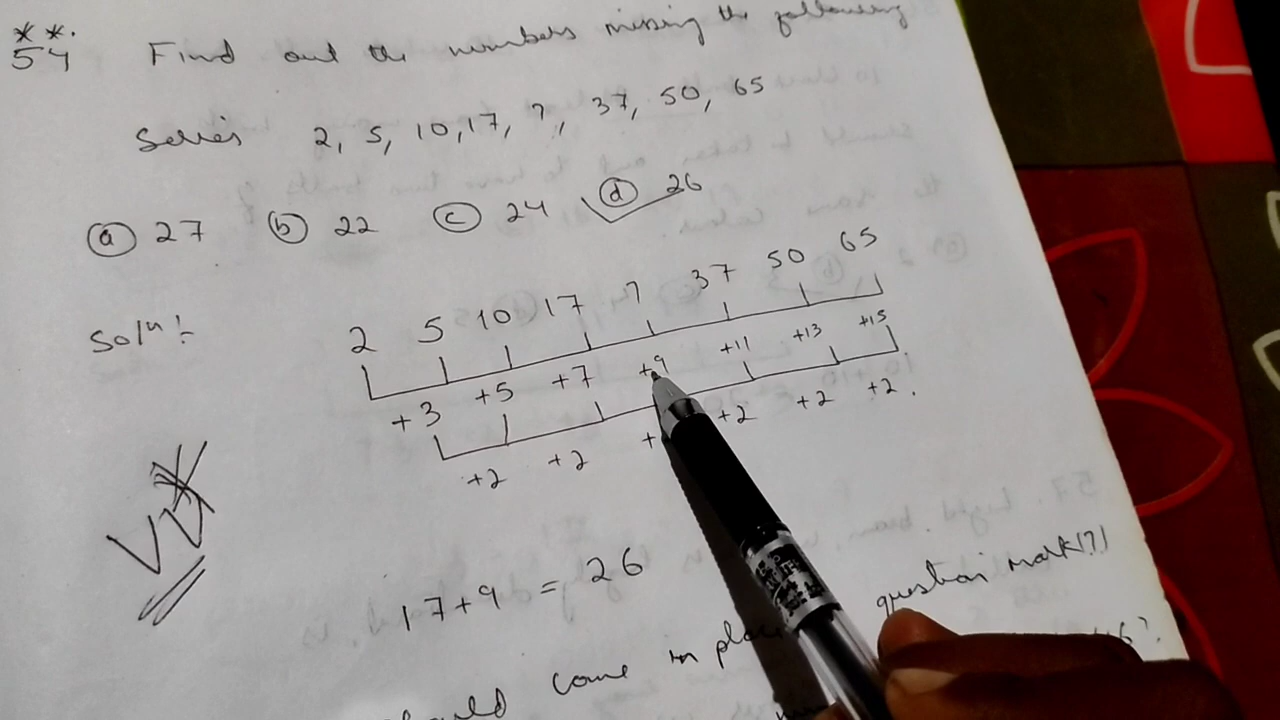 **.
54 Find out the numbers missing the following
Series 2, 5, 10, 17, ?, 37, 50, 65
(a) 27 (b) 22 (c) 24 (d) 26
Solⁿ:
2 5 10 17 ? 37 50 65
+3 +5 +7 +9 +11 +13 +15
+2 +2 + +2 +2 +2.
17+9 = 26
should come in place question mark(?)